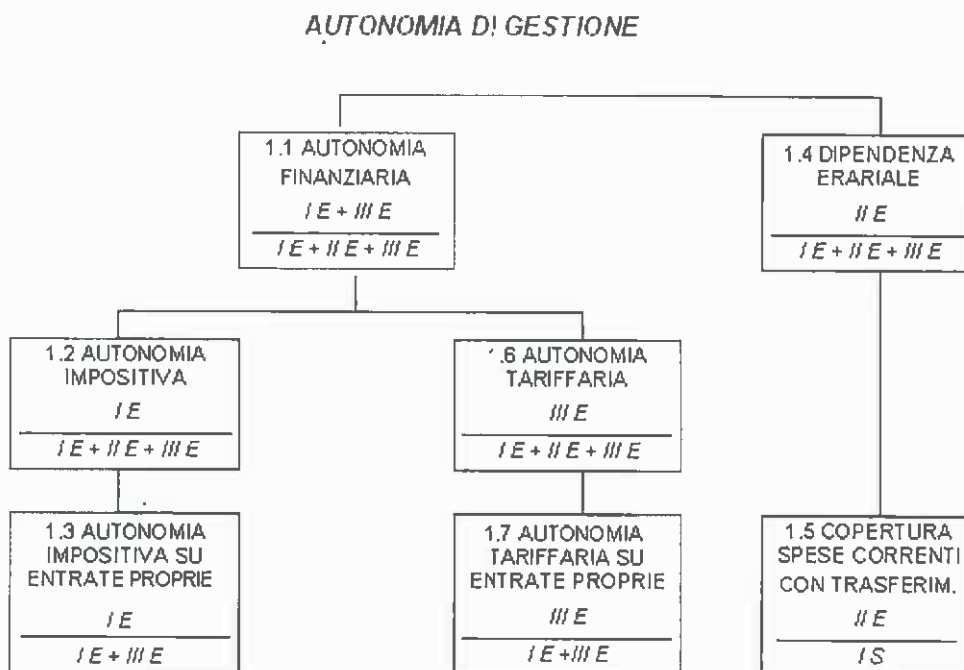 AUTONOMIA DI GESTIONE
1.1 AUTONOMIA
FINANZIARIA
I E + III E
I E + II E + III E
1.4 DIPENDENZA
ERARIALE
II E
I E + II E + III E
1.2 AUTONOMIA
IMPOSITIVA
I E
I E + II E + III E
1.6 AUTONOMIA
TARIFFARIA
III E
I E + II E + III E
1.3 AUTONOMIA
IMPOSITIVA SU
ENTRATE PROPRIE
I E
I E + III E
1.7 AUTONOMIA
TARIFFARIA SU
ENTRATE PROPRIE
III E
I E +III E
1.5 COPERTURA
SPESE CORRENTI
CON TRASFERIM.
II E
I S